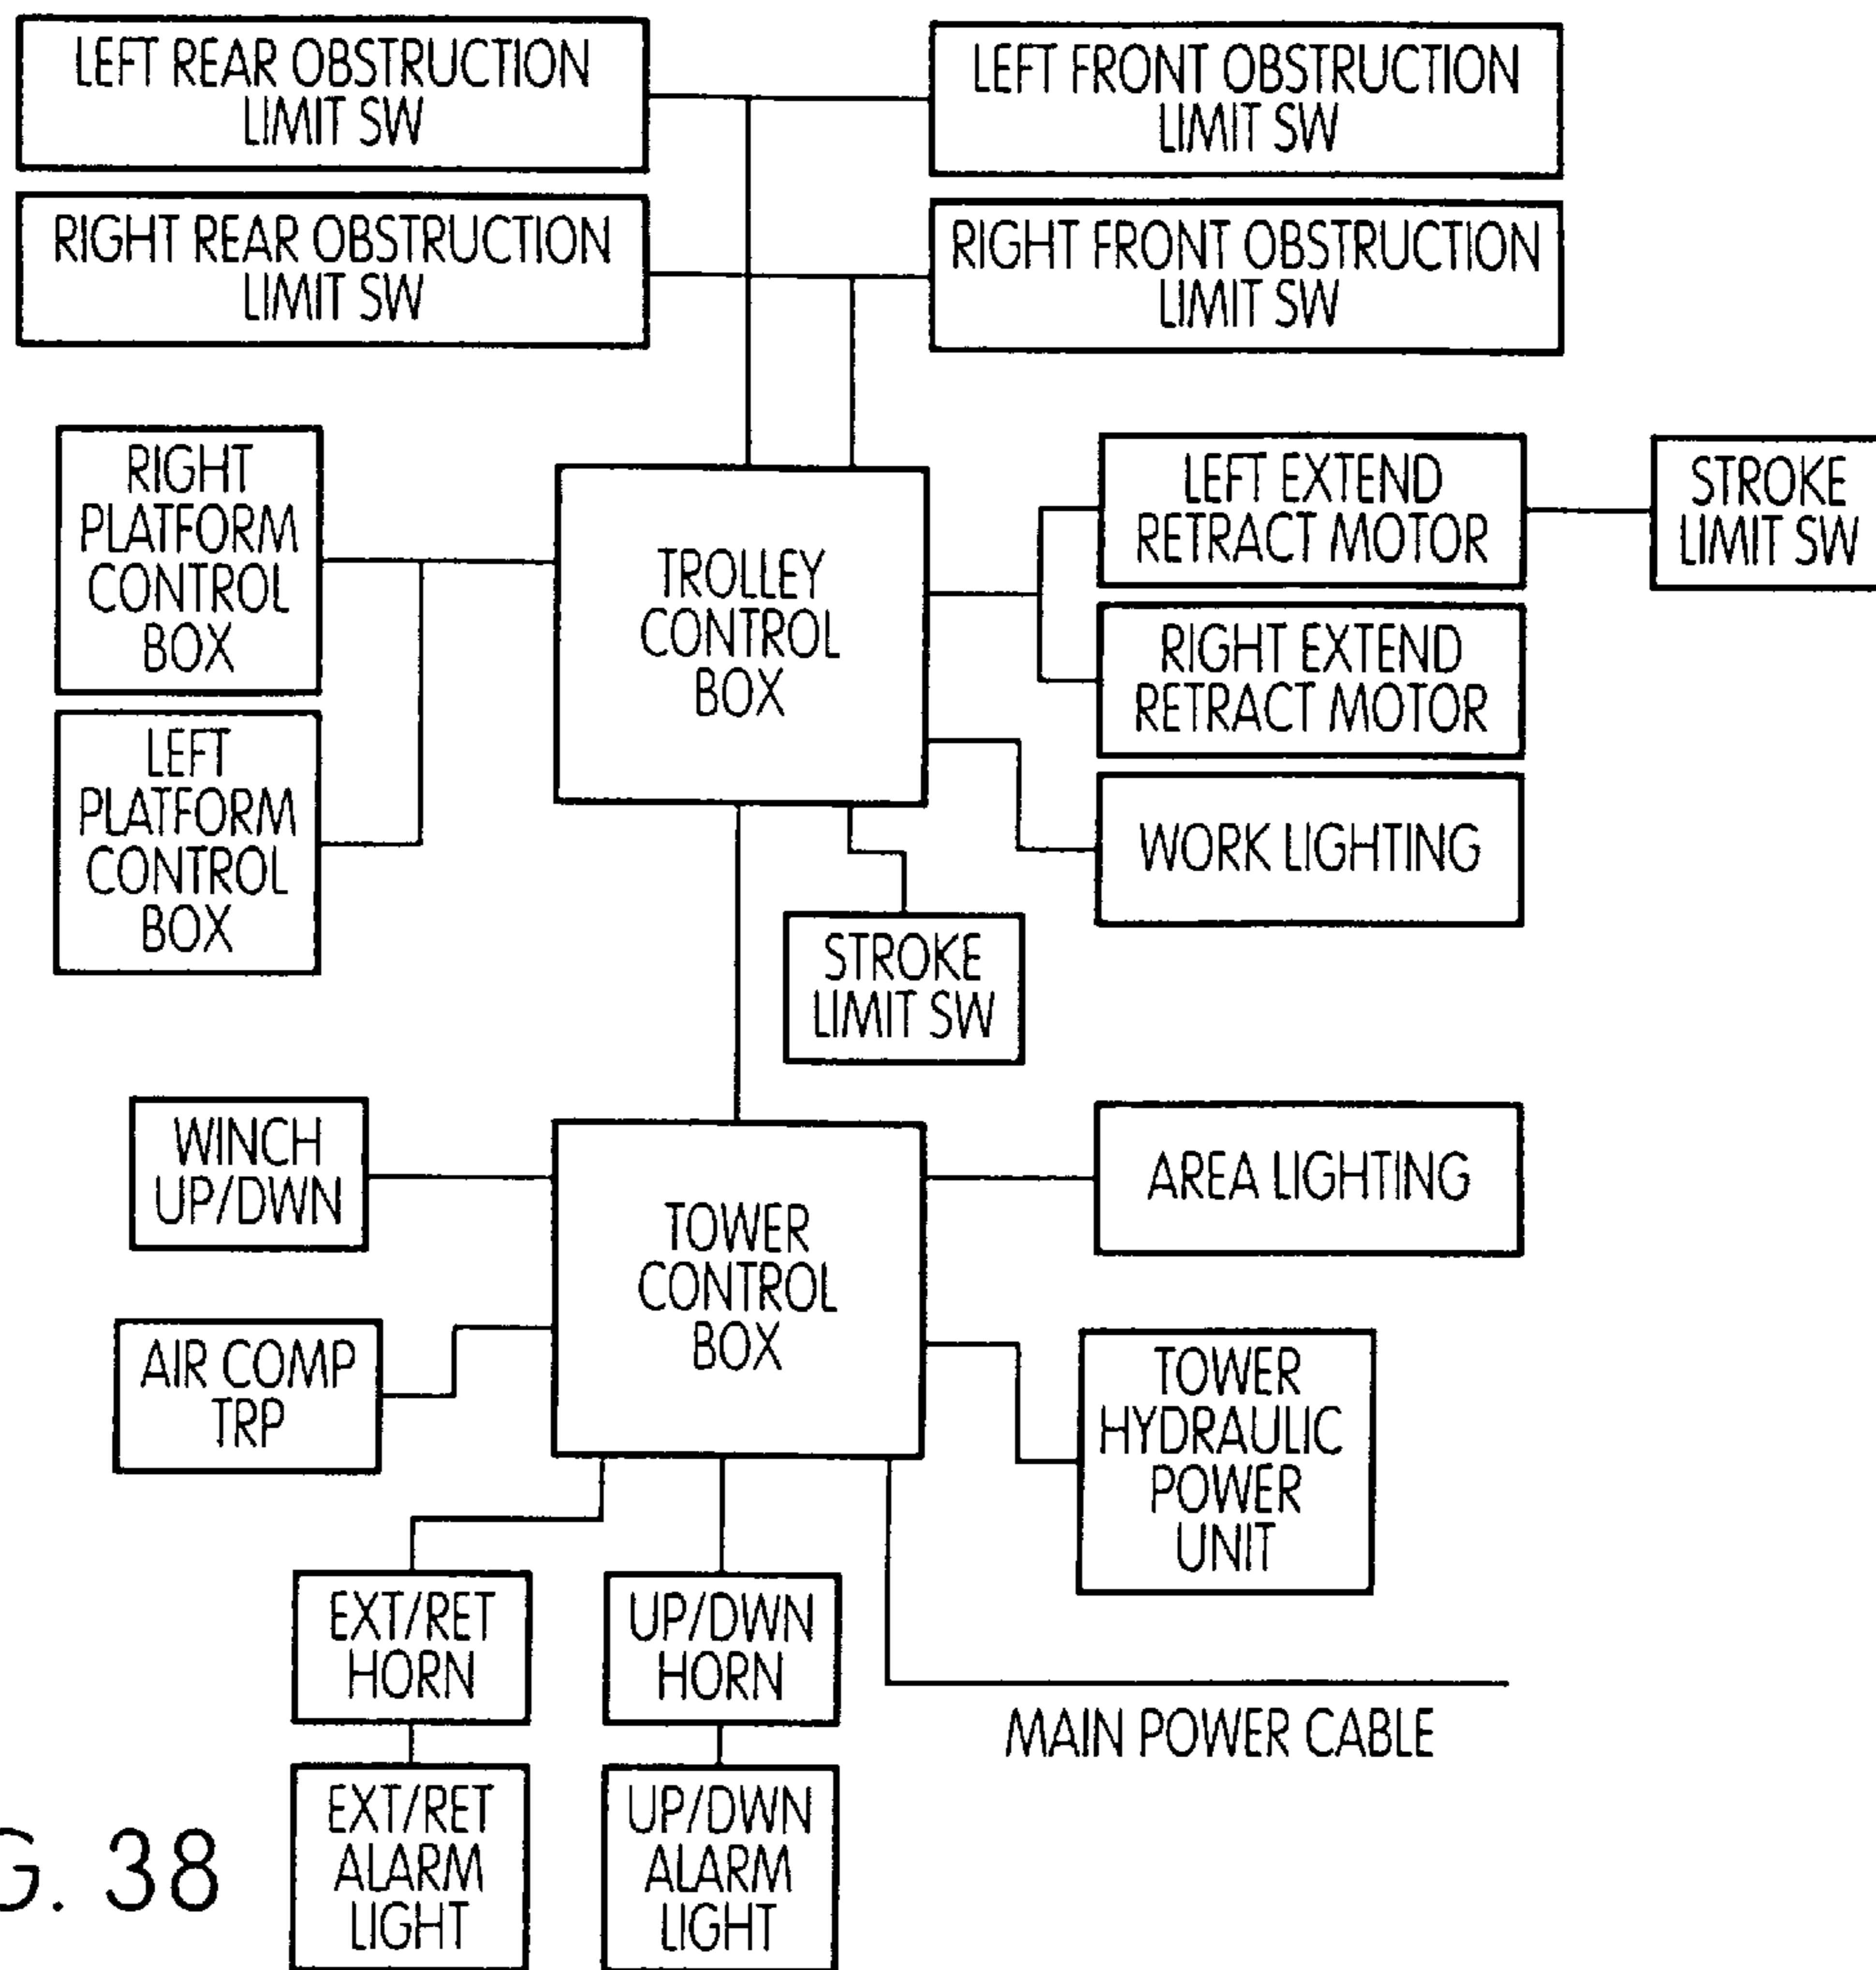 LEFT REAR OBSTRUCTION
LIMIT SW
LEFT FRONT OBSTRUCTION
LIMIT SW
RIGHT REAR OBSTRUCTION
LIMIT SW
RIGHT FRONT OBSTRUCTION
LIMIT SW
RIGHT
PLATFORM
CONTROL
BOX
LEFT
PLATFORM
CONTROL
BOX
TROLLEY
CONTROL
BOX
LEFT EXTEND
RETRACT MOTOR
STROKE
LIMIT SW
RIGHT EXTEND
RETRACT MOTOR
WORK LIGHTING
STROKE
LIMIT SW
WINCH
UP/DWN
AIR COMP
TRP
TOWER
CONTROL
BOX
AREA LIGHTING
TOWER
HYDRAULIC
POWER
UNIT
EXT/RET
HORN
UP/DWN
HORN
MAIN POWER CABLE
EXT/RET
ALARM
LIGHT
UP/DWN
ALARM
LIGHT
G. 38